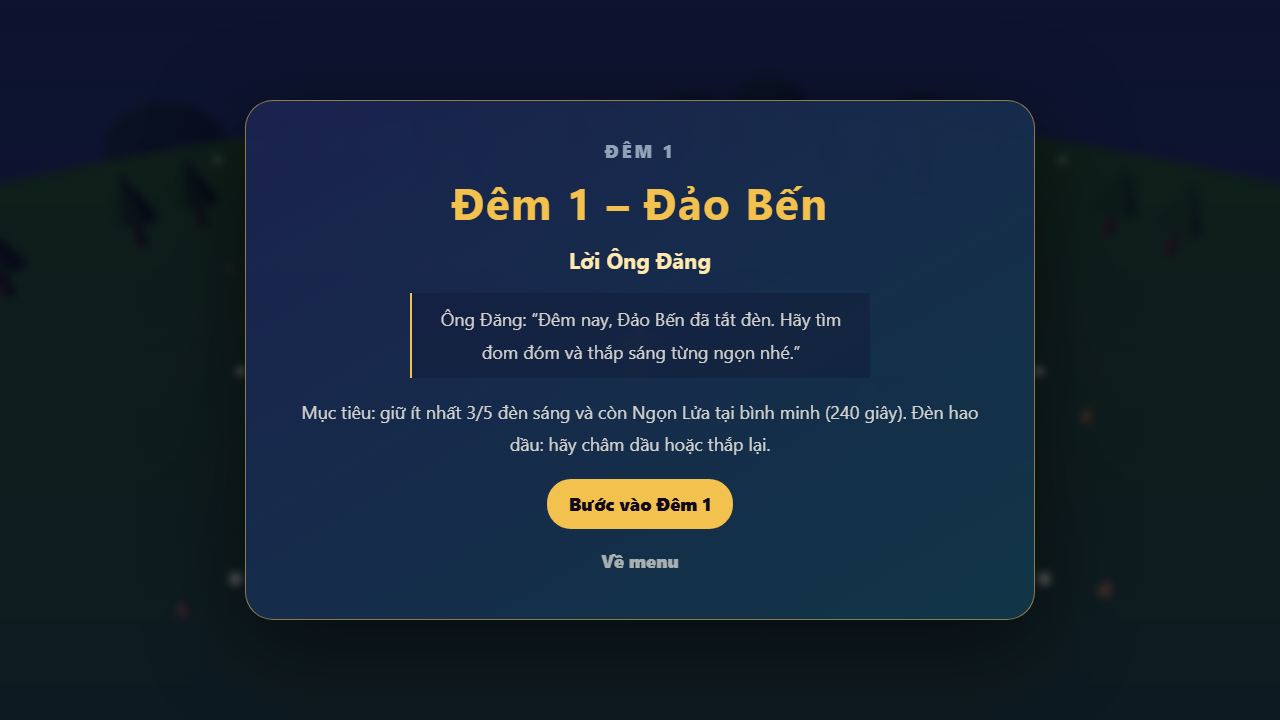 ĐÊM 1
Đêm 1 – Đảo Bến
Lời Ông Đăng
Ông Đăng: "Đêm nay, Đảo Bến đã tắt đèn. Hãy tìm
đom đóm và thắp sáng từng ngọn nhé."
Mục tiêu: giữ ít nhất 3/5 đèn sáng và còn Ngọn Lửa tại bình minh (240 giây). Đèn hao
dầu: hãy châm dầu hoặc thắp lại.
Bước vào Đêm 1
Về menu